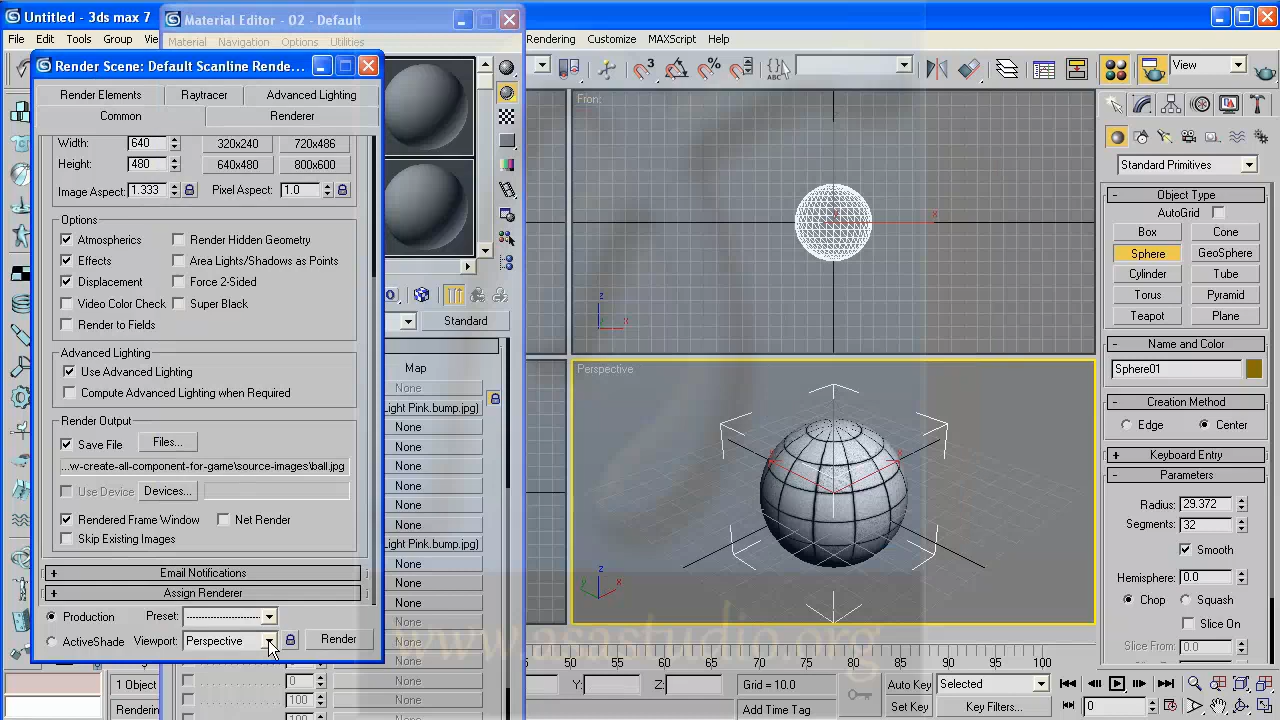 Untitled - 3ds max 7
File Edit Tools Group
Rendering Customize MAXScript Help
Material Editor - 02 - Default
Material Navigation Options Utilities
Render Scene: Default Scanline Rende...
Render Elements Raytracer Advanced Lighting
Common Renderer
Width: 640 320x240 720x486
Height: 480 640x480 800x600
Image Aspect: 1.333 Pixel Aspect: 1.0
Options
Atmospherics Render Hidden Geometry
Effects Area Lights/Shadows as Points
Displacement Force 2-Sided
Video Color Check Super Black
Render to Fields
Advanced Lighting
Use Advanced Lighting
Compute Advanced Lighting when Required
Render Output
Save File Files...
...w-create-all-component-for-game\source-images\ball.jpg
Use Device Devices...
Rendered Frame Window Net Render
Skip Existing Images
+ Email Notifications
+ Assign Renderer
Production Preset: ----------------------
ActiveShade Viewport: Perspective Render
Standard
Map
None
Light Pink.bump.jpg)
None
None
None
None
None
None
Light Pink.bump.jpg)
None
None
None
None
None
None
0 None
100 None
Front
x
z
x
Perspective
x
z
y
x
www.asastudio.org
View
Standard Primitives
- Object Type
AutoGrid
Box Cone
Sphere GeoSphere
Cylinder Tube
Torus Pyramid
Teapot Plane
- Name and Color
Sphere01
- Creation Method
Edge Center
+ Keyboard Entry
- Parameters
Radius: 29.372
Segments: 32
Smooth
Hemisphere: 0.0
Chop Squash
Slice On
Slice From: 0.0
50 55 60 65 70 75 80 85 90 95 100
1 Object
Y: Z: Grid = 10.0 Auto Key Selected
Add Time Tag Set Key Key Filters... 0